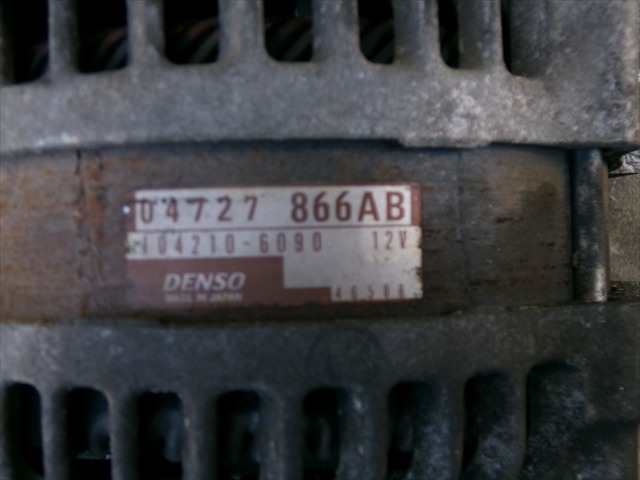 04727 866AB
104210-6090 12V
DENSO
MADE IN JAPAN